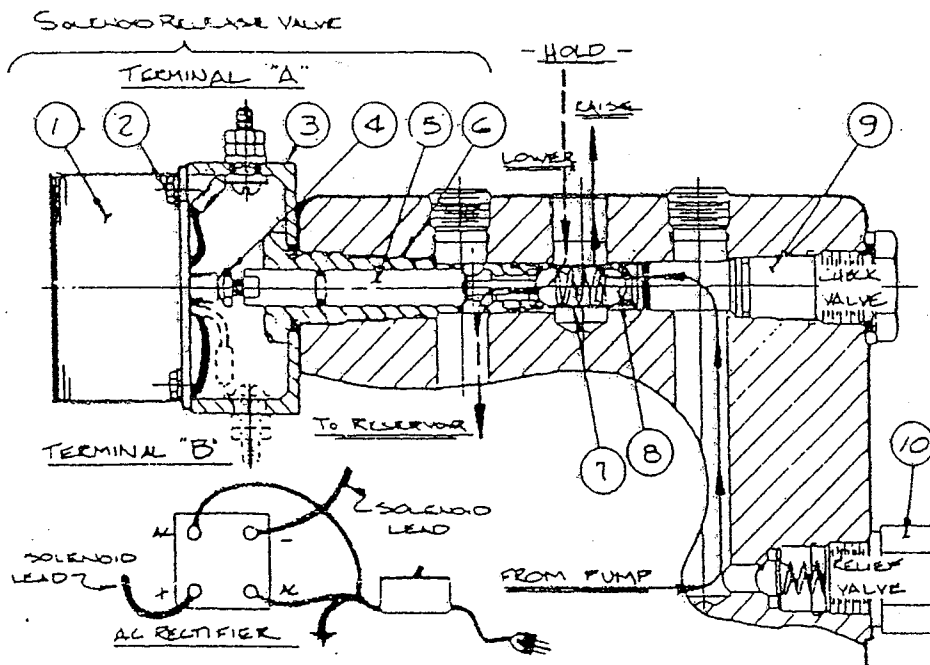 SOLENOID RELEASE VALVE
TERMINAL "A"
- HOLD -
RAISE
LOWER
1
2
3
4
5
6
9
CHECK
VALVE
TO RESERVOIR
TERMINAL "B"
7
8
10
SOLENOID
LEAD
AC
-
SOLENOID
LEAD
+
AC
AC RECTIFIER
FROM PUMP
RELIEF
VALVE